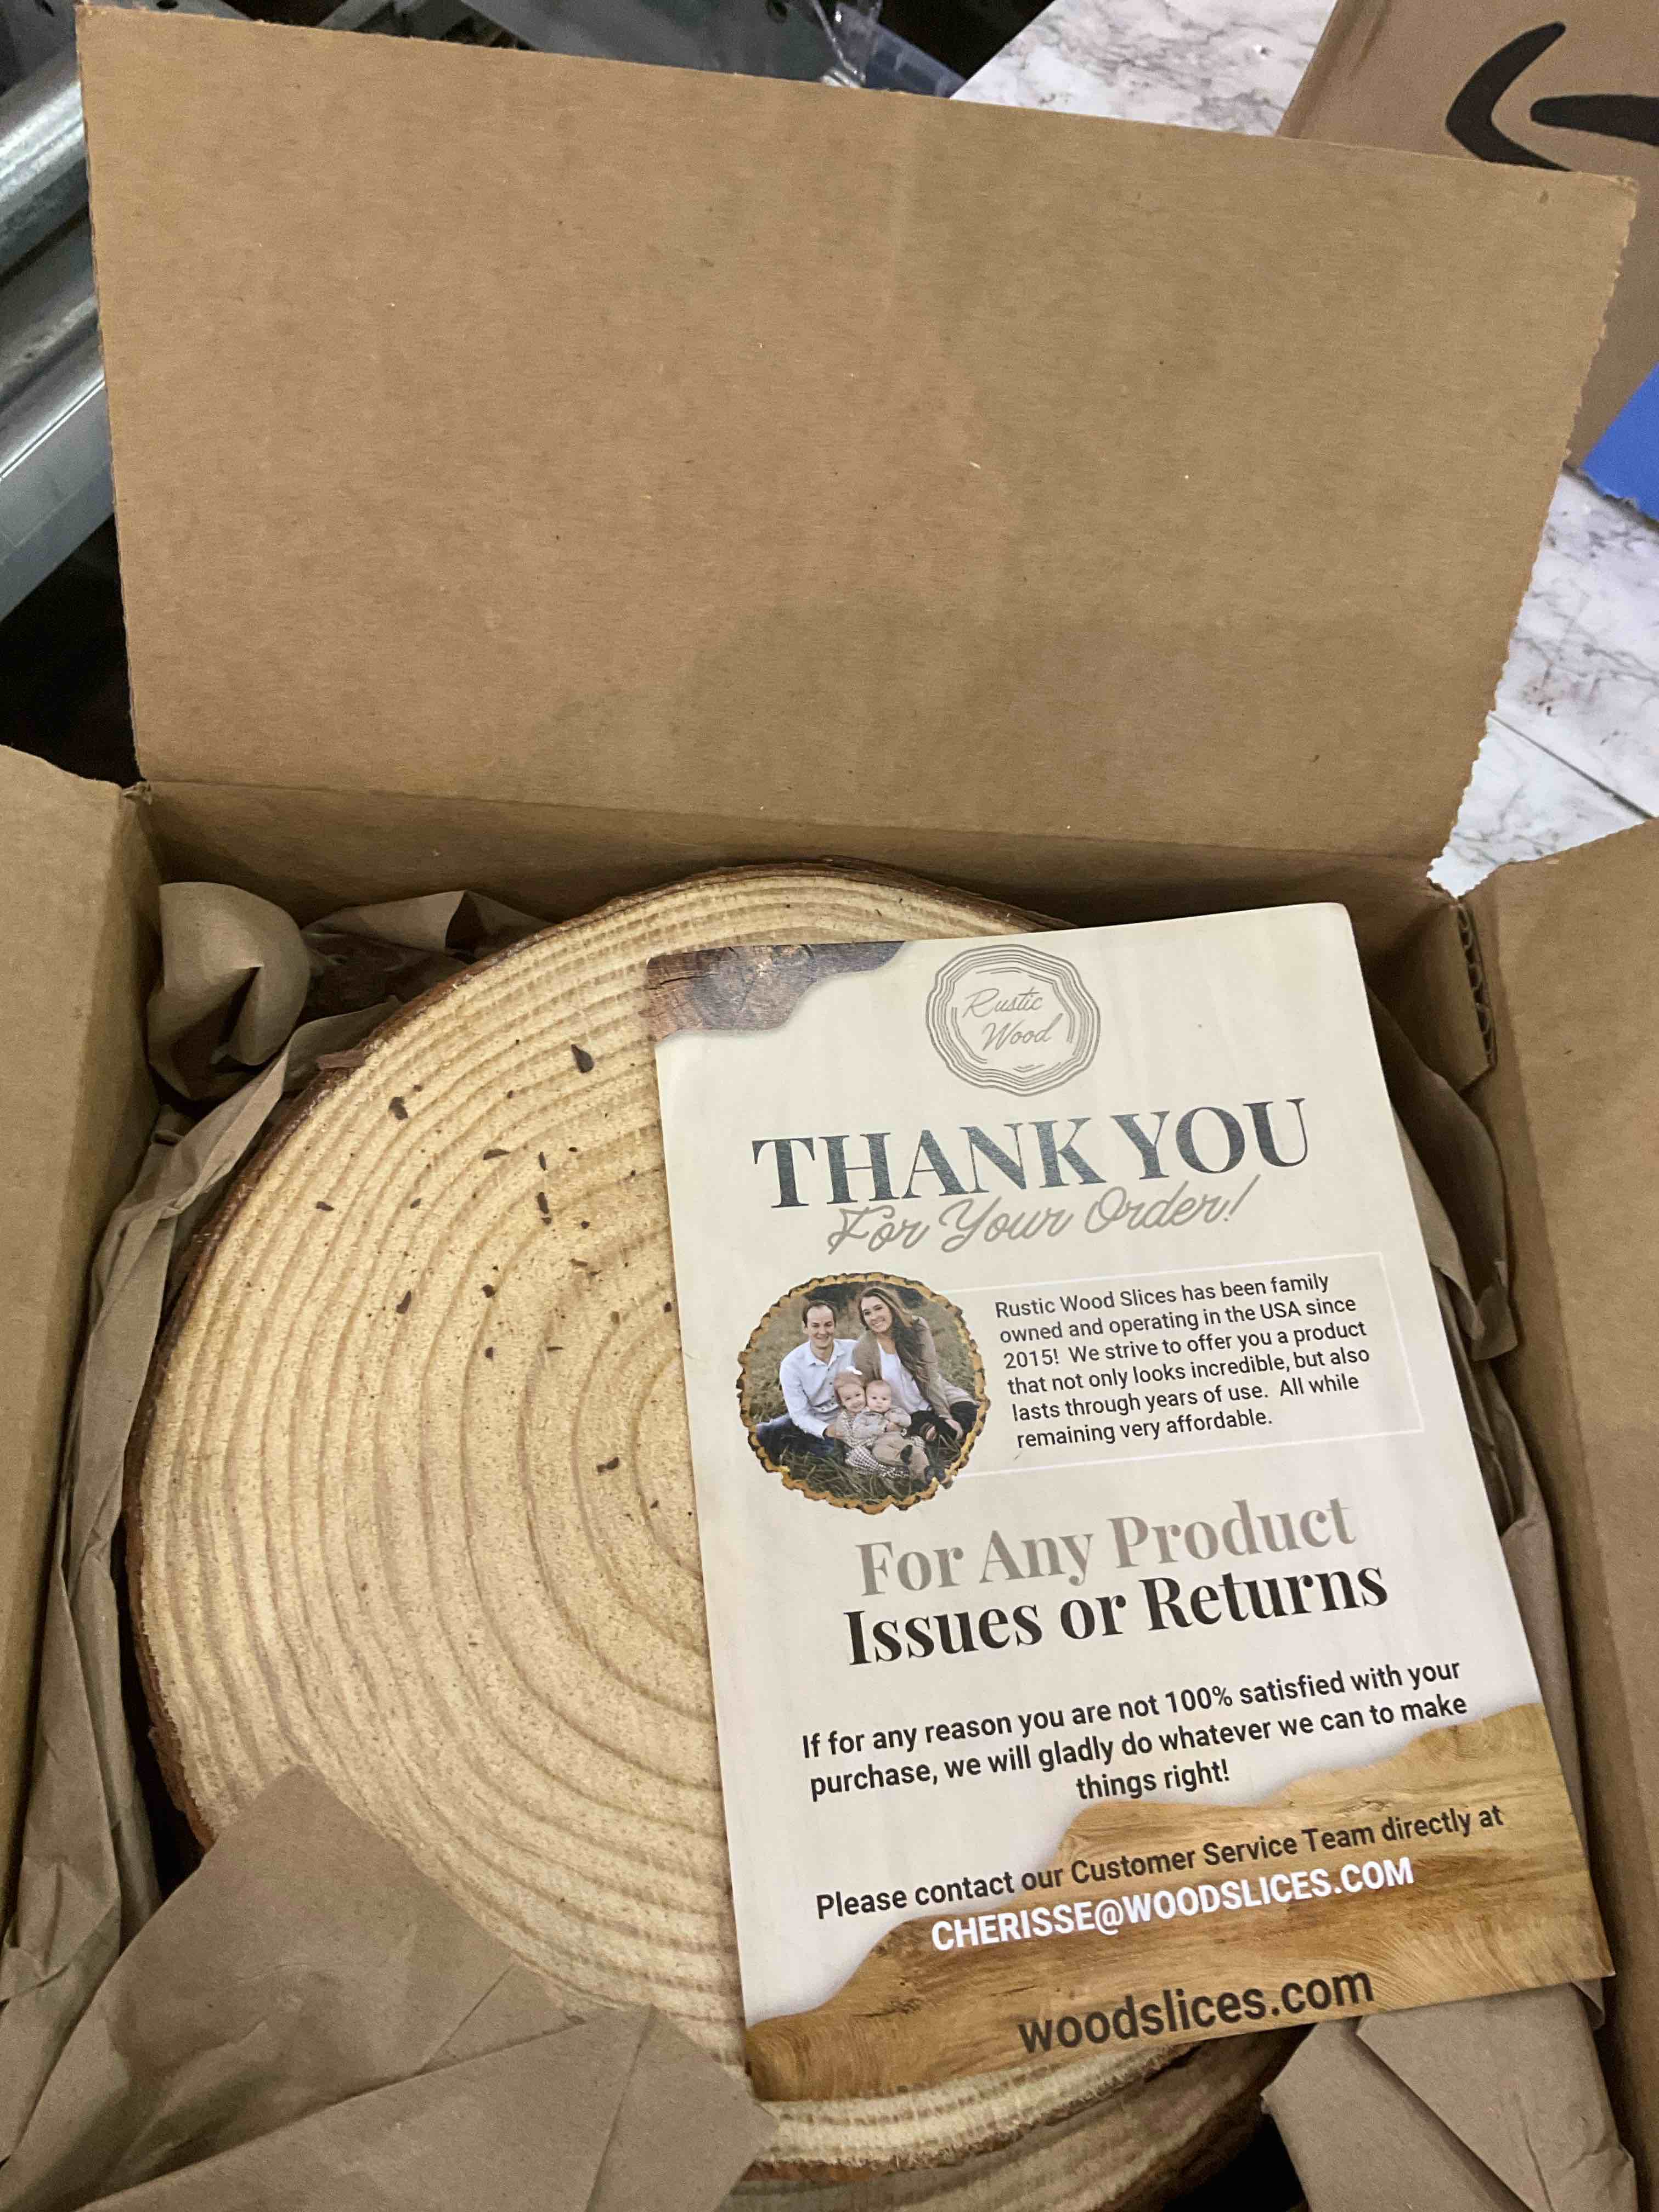 Rustic
Wood
THANK YOU
For Your Order!
Rustic Wood Slices has been family
owned and operating in the USA since
2015! We strive to offer you a product
that not only looks incredible, but also
lasts through years of use. All while
remaining very affordable.
For Any Product
Issues or Returns
If for any reason you are not 100% satisfied with your
purchase, we will gladly do whatever we can to make
things right!
Please contact our Customer Service Team directly at
CHERISSE@WOODSLICES.COM
woodslices.com